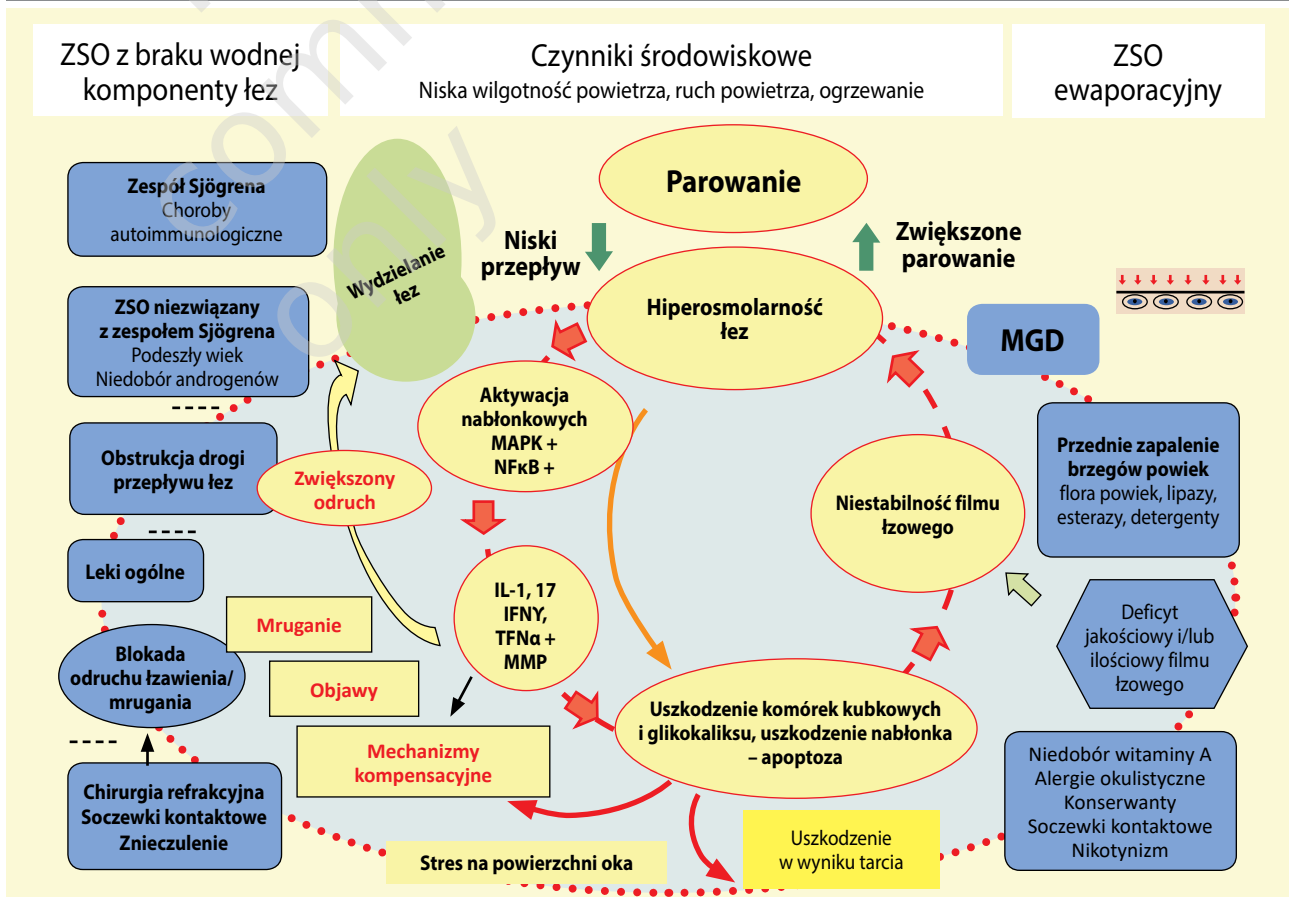 ZSO z braku wodnej
komponenty łez
Czynniki środowiskowe
Niska wilgotność powietrza, ruch powietrza, ogrzewanie
ZSO
ewaporacyjny
Zespół Sjögrena
Choroby
autoimmunologiczne
ZSO niezwiązany
z zespołem Sjögrena
Podeszły wiek
Niedobór androgenów
Obstrukcja drogi
przepływu łez
Leki ogólne
Blokada
odruchu łzawienia/
mrugania
Chirurgia refrakcyjna
Soczewki kontaktowe
Znieczulenie
Wydzielanie
łez
Zwiększony
odruch
Mruganie
Objawy
Mechanizmy
kompensacyjne
Stres na powierzchni oka
Parowanie
Niski
przepływ
Zwiększone
parowanie
Hiperosmolarność
łez
Aktywacja
nabłonkowych
MAPK +
NFκB +
IL-1, 17
IFNY,
TFNα +
MMP
Uszkodzenie komórek kubkowych
i glikokaliksu, uszkodzenie nabłonka
– apoptoza
Uszkodzenie
w wyniku tarcia
Niestabilność filmu
łzowego
MGD
Przednie zapalenie
brzegów powiek
flora powiek, lipazy,
esterazy, detergenty
Deficyt
jakościowy i/lub
ilościowy filmu
łzowego
Niedobór witaminy A
Alergie okulistyczne
Konserwanty
Soczewki kontaktowe
Nikotynizm
only